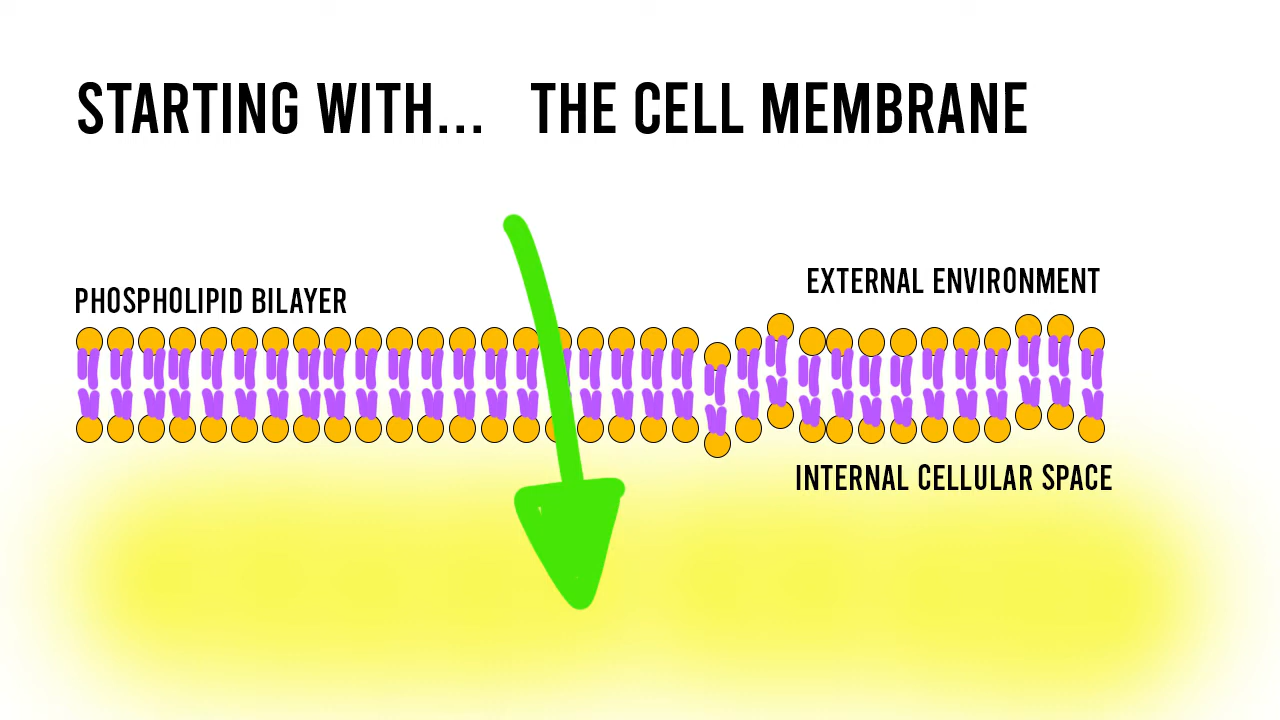 STARTING WITH... THE CELL MEMBRANE
PHOSPHOLIPID BILAYER
EXTERNAL ENVIRONMENT
INTERNAL CELLULAR SPACE